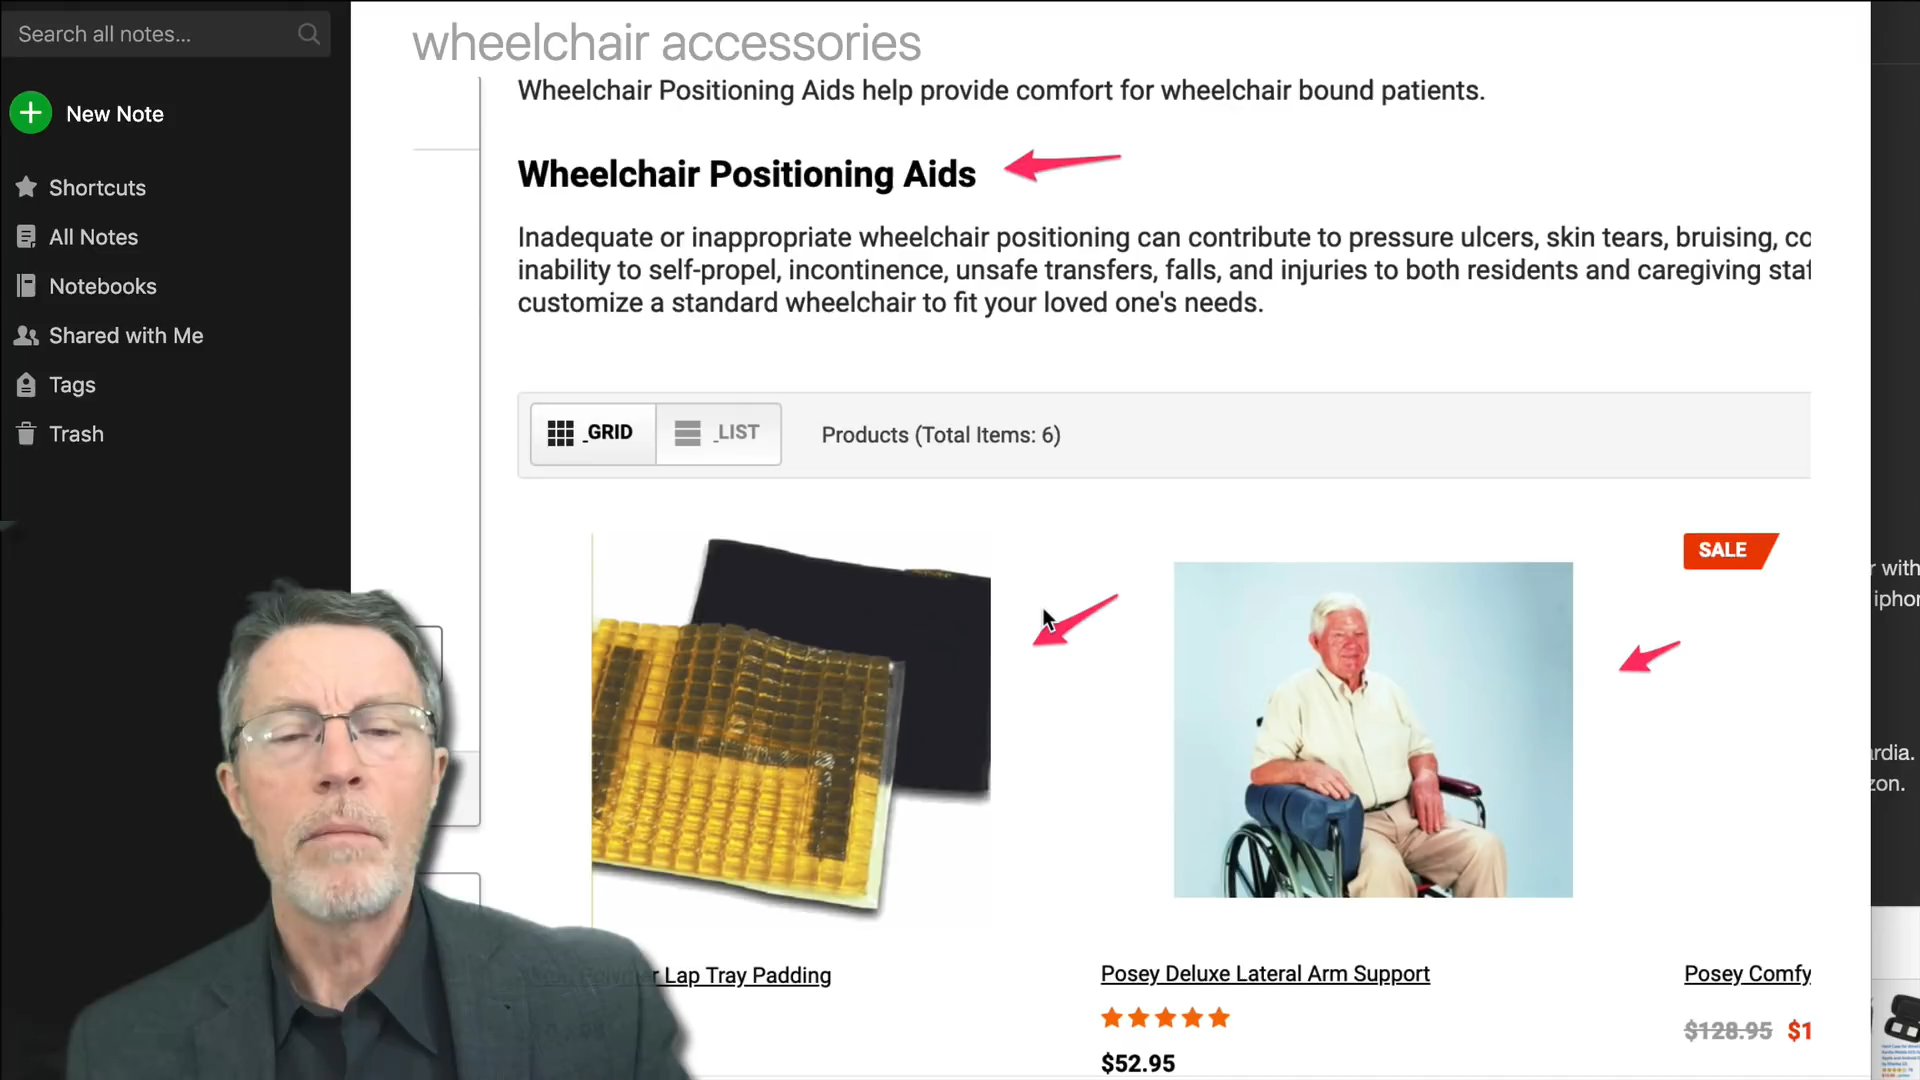 Search all notes...
New Note
Shortcuts
All Notes
Notebooks
Shared with Me
Tags
Trash
wheelchair accessories
Wheelchair Positioning Aids help provide comfort for wheelchair bound patients.
Wheelchair Positioning Aids
Inadequate or inappropriate wheelchair positioning can contribute to pressure ulcers, skin tears, bruising, co
inability to self-propel, incontinence, unsafe transfers, falls, and injuries to both residents and caregiving staf
customize a standard wheelchair to fit your loved one's needs.
GRID
LIST
Products (Total Items: 6)
SALE
Lap Tray Padding
Posey Deluxe Lateral Arm Support
$52.95
Posey Comfy
$128.95 $1
r with
iphon
rdia.
zon.